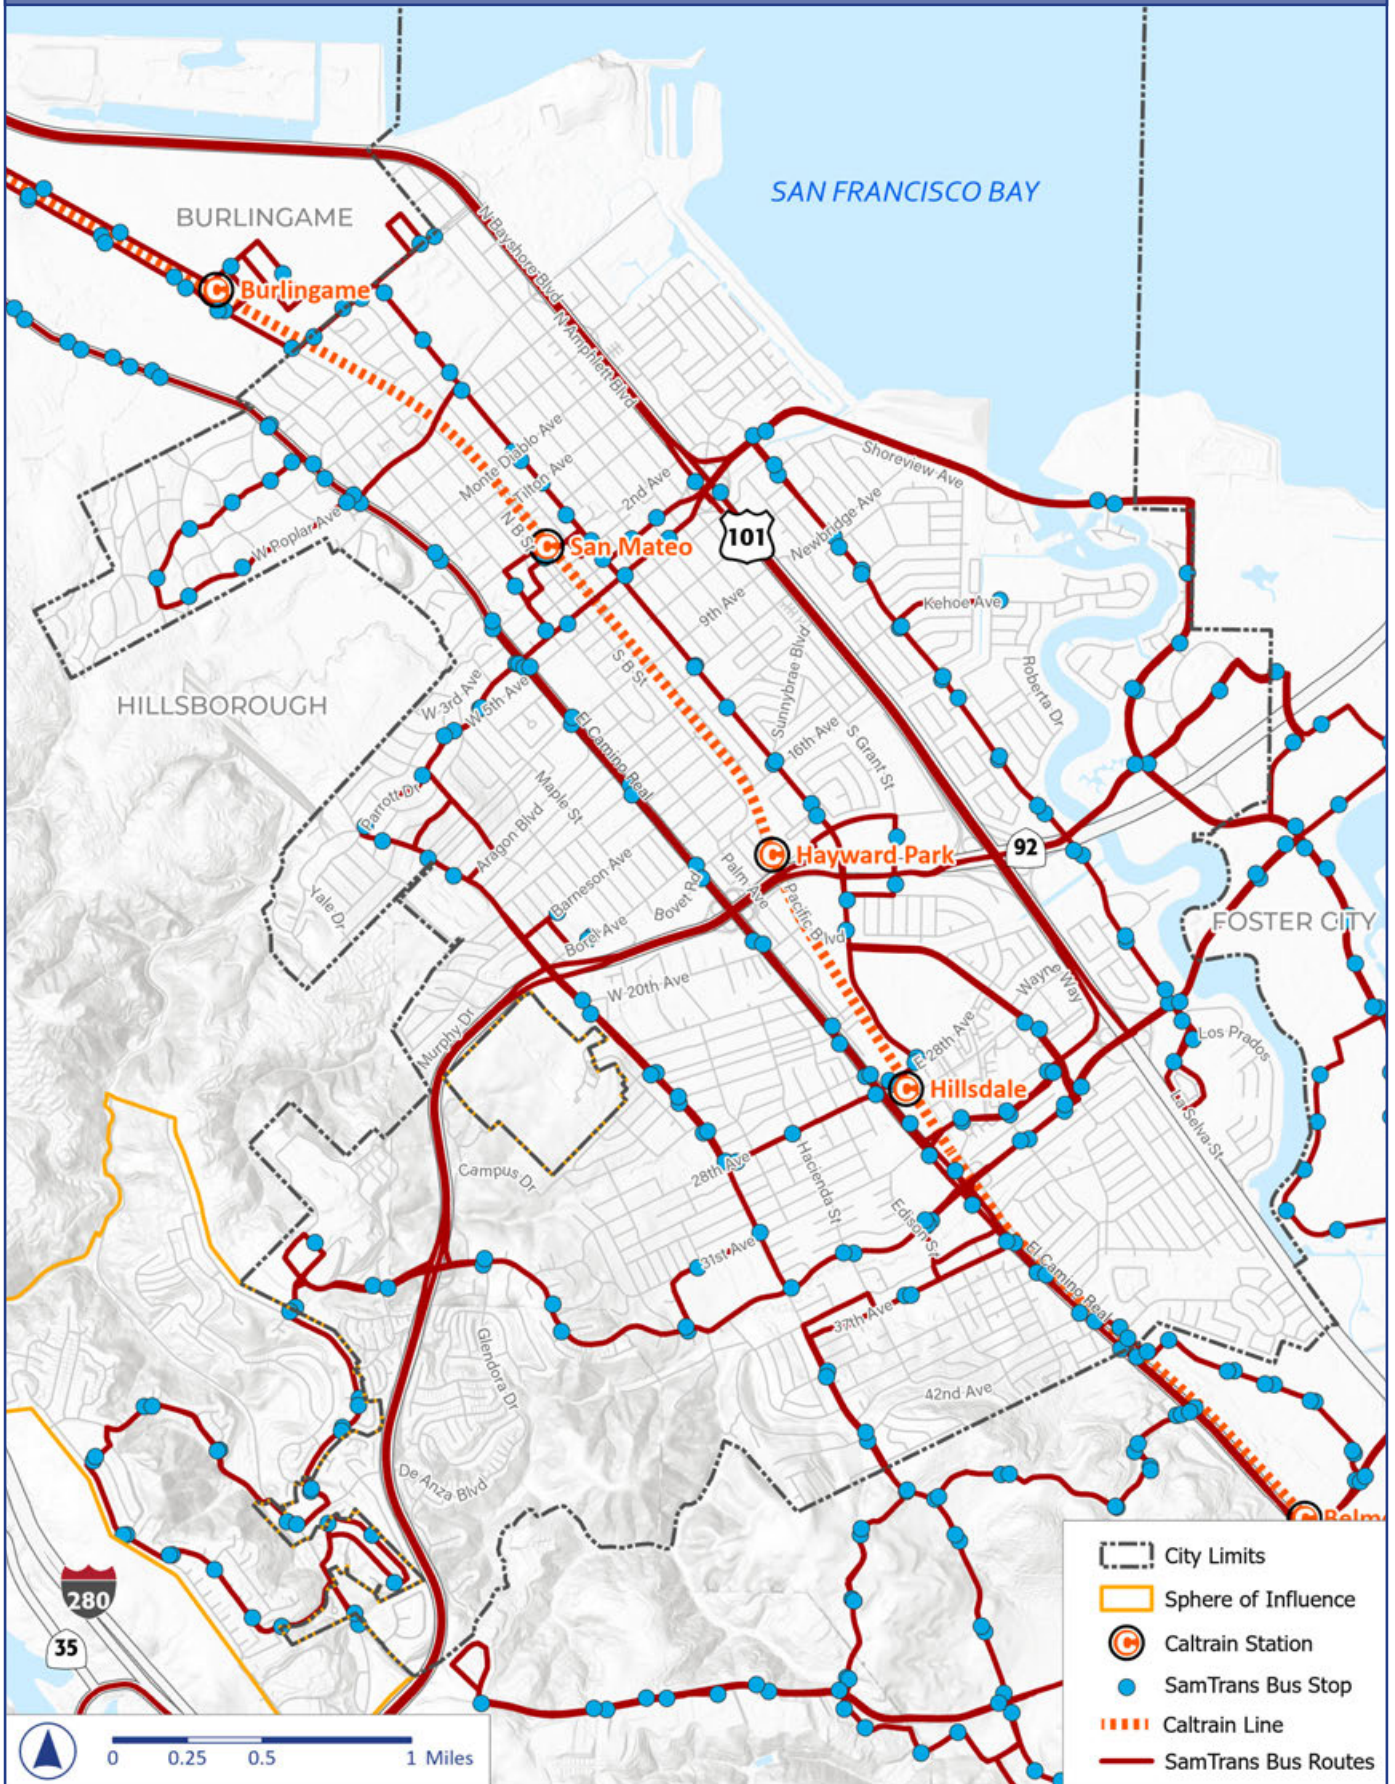 SAN FRANCISCO BAY
BURLINGAME
N Bayshore Blvd
Burlingame
N Amphlett Blvd
Monte Diablo Ave
Tilton Ave
2nd Ave
Shoreview Ave
N B St
W Poplar Ave
San Mateo
101
Newbridge Ave
9th Ave
Kehoe Ave
S B St
Sunnybrae Blvd
Roberta Dr
HILLSBOROUGH
W 3rd Ave
W 5th Ave
El Camino Real
16th Ave
S Grant St
Parrott Dr
Maple St
Aragon Blvd
Hayward Park
92
Barneson Ave
Bovet Rd
Palm Ave
Yale Dr
Borel Ave
Pacific Blvd
FOSTER CITY
W 20th Ave
Wayne Way
Murphy Dr
E 28th Ave
Los Prados
Hillsdale
La Selva St
Campus Dr
28th Ave
Hacienda St
Edison St
31st Ave
El Camino Real
37th Ave
Glendora Dr
42nd Ave
De Anza Blvd
Belm
280
35
City Limits
Sphere of Influence
C Caltrain Station
SamTrans Bus Stop
Caltrain Line
SamTrans Bus Routes
0 0.25 0.5 1 Miles